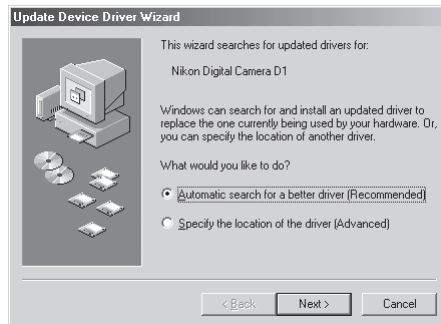 Update Device Driver Wizard
This wizard searches for updated drivers for:
Nikon Digital Camera D1
Windows can search for and install an updated driver to
replace the one currently being used by your hardware. Or,
you can specify the location of another driver.
What would you like to do?
Automatic search for a better driver (Recommended)
Specify the location of the driver (Advanced)
< Back
Next >
Cancel